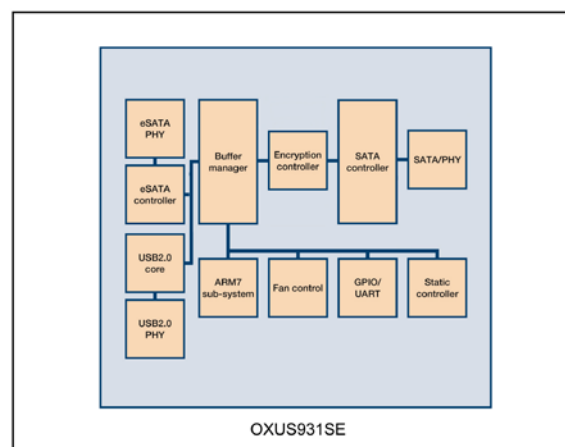 eSATA
PHY
eSATA
controller
USB2.0
core
USB2.0
PHY
Buffer
manager
Encryption
controller
SATA
controller
SATA/PHY
ARM7
sub-system
Fan control
GPIO/
UART
Static
controller
OXUS931SE